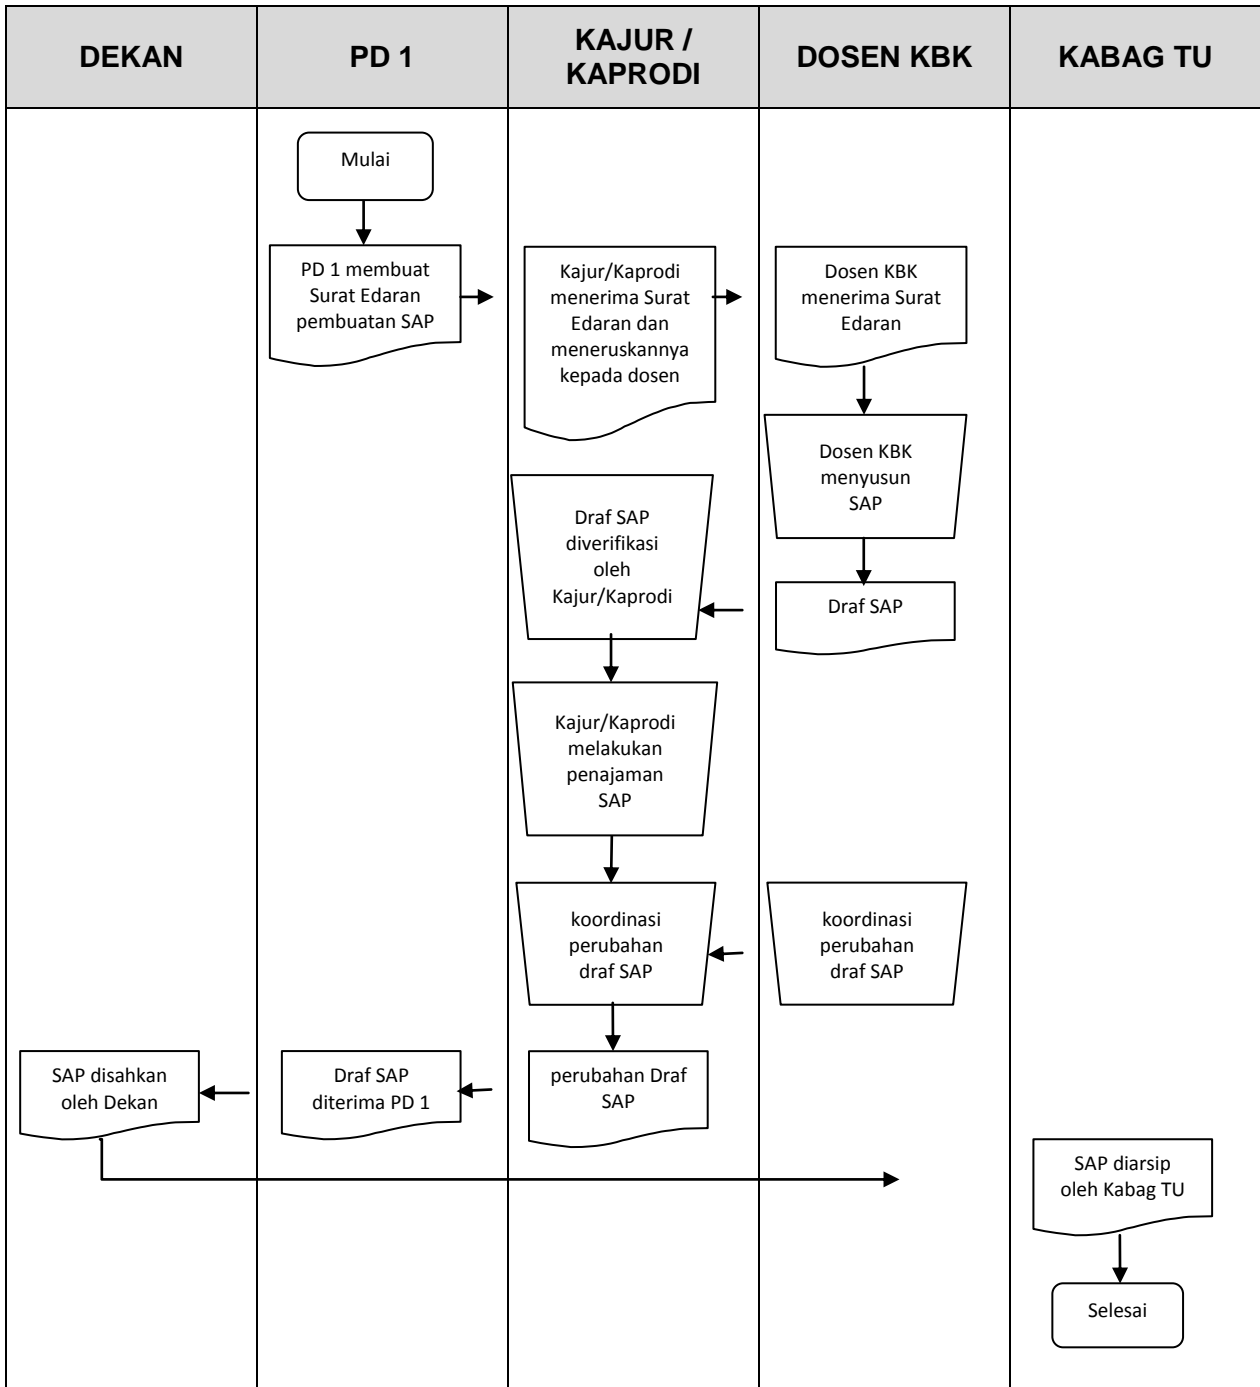 DEKAN
PD 1
KAJUR /
KAPRODI
DOSEN KBK
KABAG TU
Mulai
PD 1 membuat
Surat Edaran
pembuatan SAP
Kajur/Kaprodi
menerima Surat
Edaran dan
meneruskannya
kepada dosen
Dosen KBK
menerima Surat
Edaran
Dosen KBK
menyusun
SAP
Draf SAP
diverifikasi
oleh
Kajur/Kaprodi
Draf SAP
Kajur/Kaprodi
melakukan
penajaman
SAP
koordinasi
perubahan
draf SAP
koordinasi
perubahan
draf SAP
SAP disahkan
oleh Dekan
Draf SAP
diterima PD 1
perubahan Draf
SAP
SAP diarsip
oleh Kabag TU
Selesai